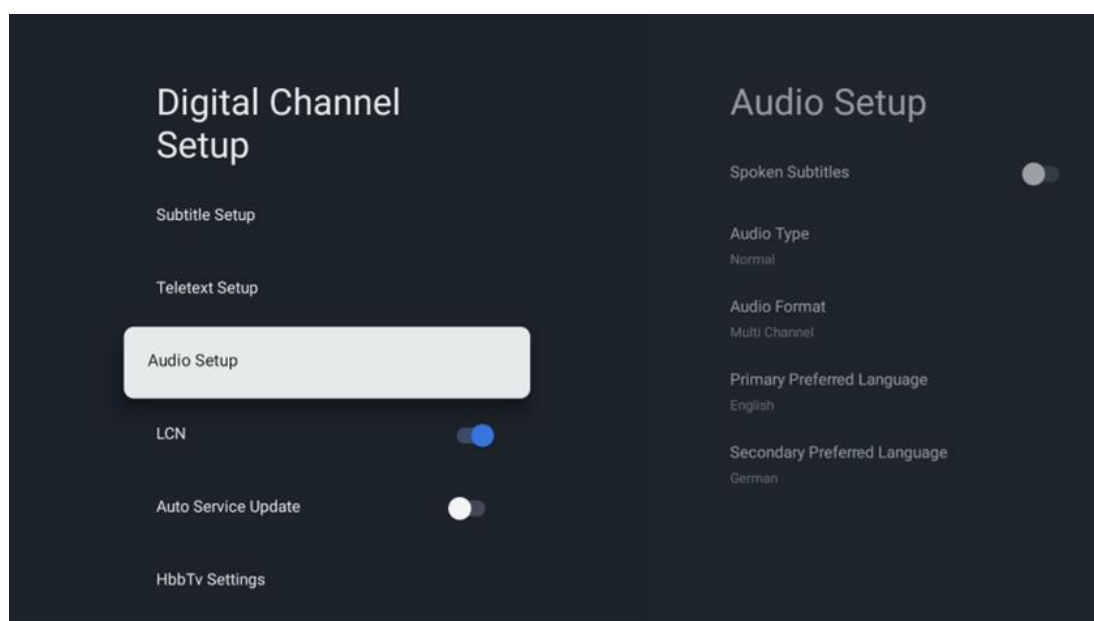 Digital Channel
Setup
Subtitle Setup
Teletext Setup
Audio Setup
LCN
Auto Service Update
HbbTv Settings
Audio Setup
Spoken Subtitles
Audio Type
Normal
Audio Format
Multi Channel
Primary Preferred Language
English
Secondary Preferred Language
German